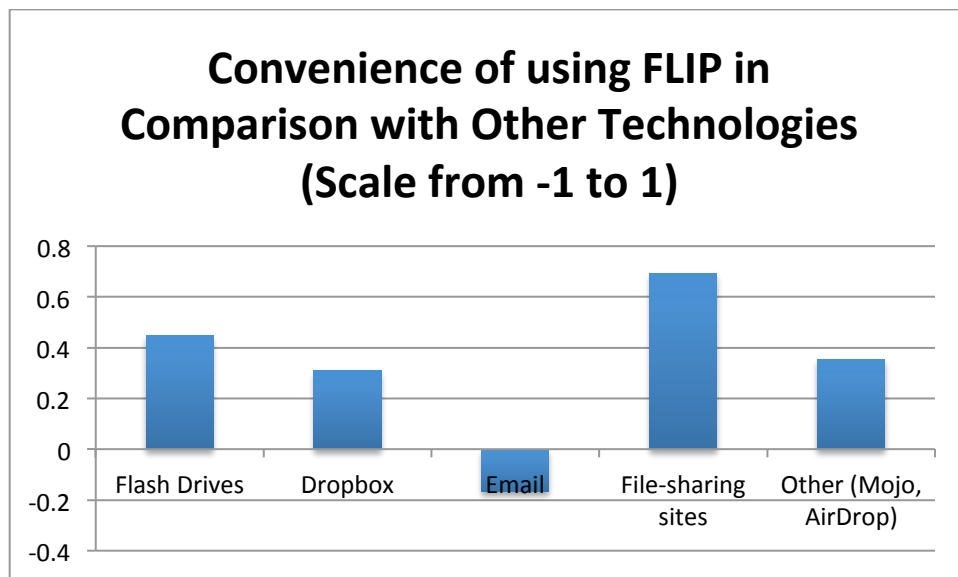 Convenience of using FLIP in
Comparison with Other Technologies
(Scale from -1 to 1)
0.8
0.6
0.4
0.2
0
-0.2
-0.4
Flash Drives
Dropbox
Email
File-sharing
sites
Other (Mojo,
AirDrop)